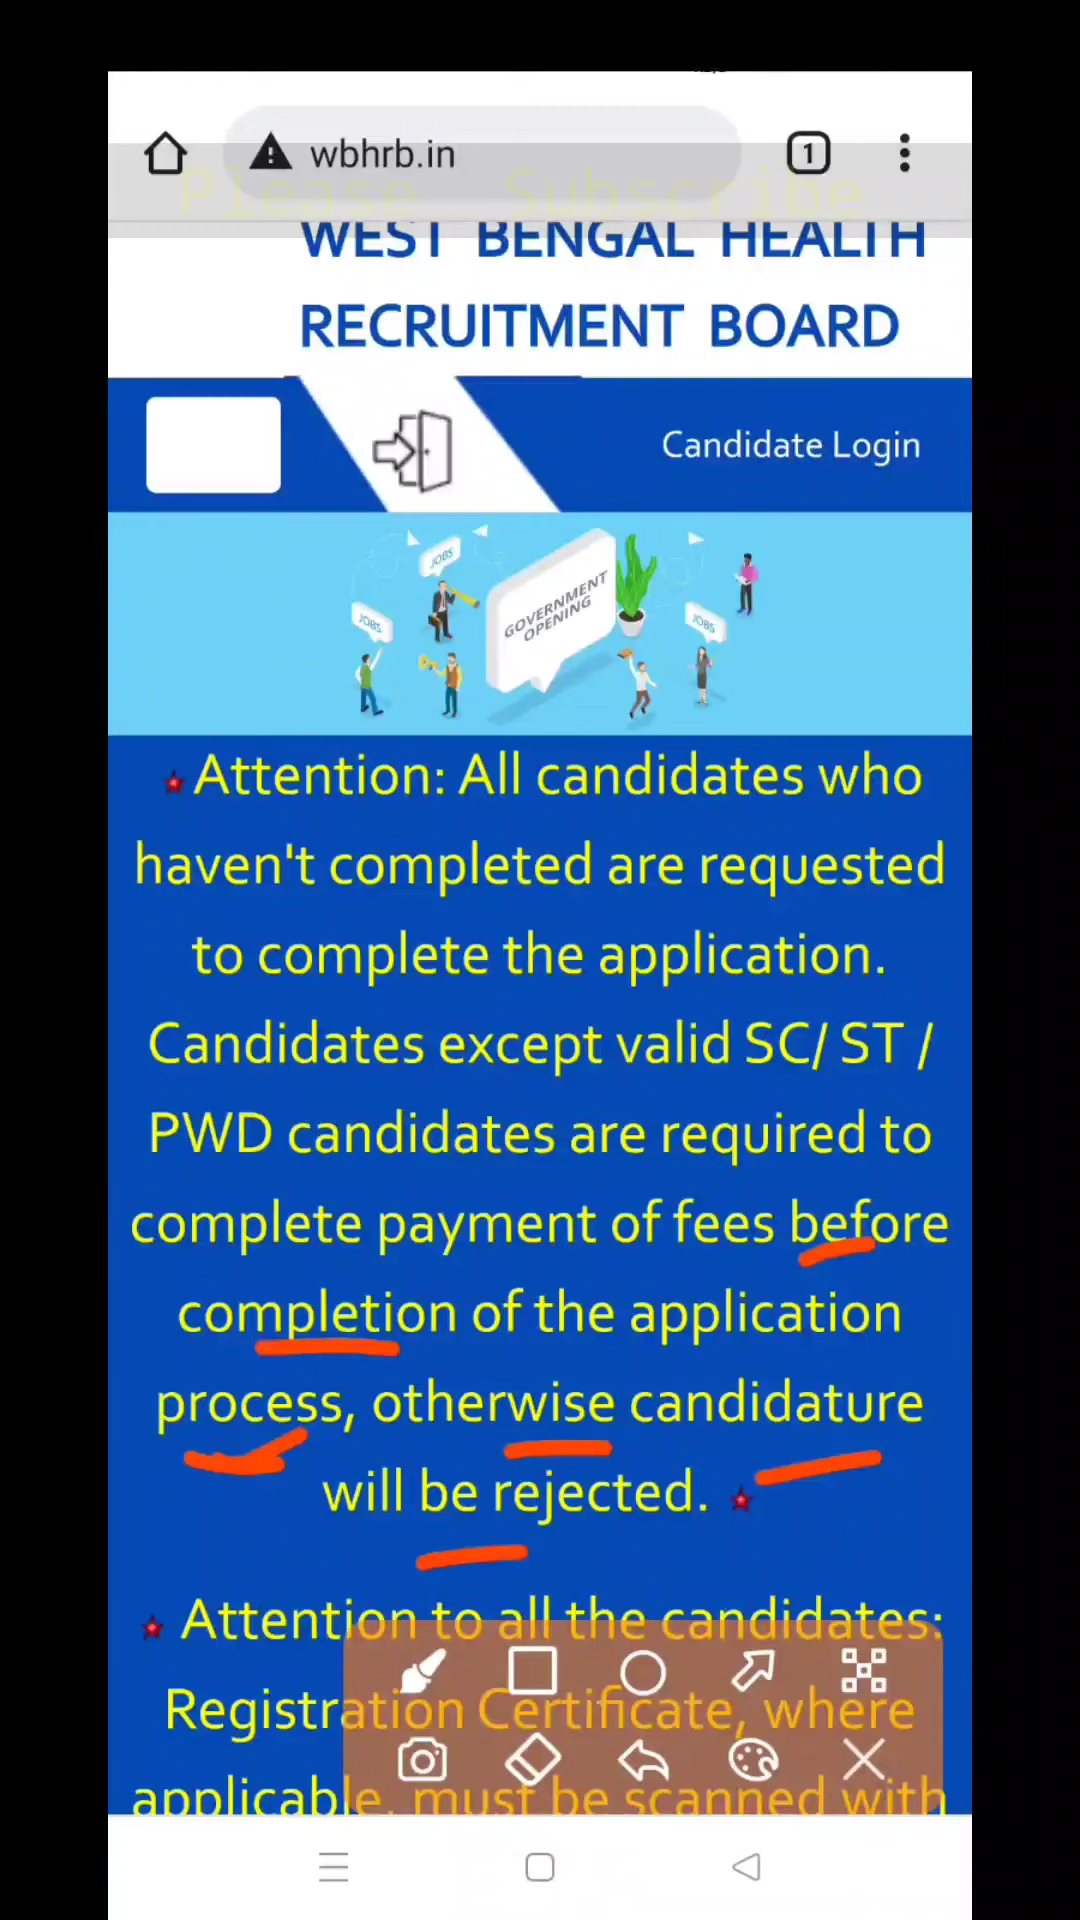 wbhrb.in
1
Please Subscribe
WEST BENGAL HEALTH
RECRUITMENT BOARD
Candidate Login
JOBS
GOVERNMENT
OPENING
JOBS
JOBS
Attention: All candidates who
haven't completed are requested
to complete the application.
Candidates except valid SC/ ST /
PWD candidates are required to
complete payment of fees before
completion of the application
process, otherwise candidature
will be rejected.
Attention to all the candidates:
Registration Certificate, where
applicable, must be scanned with